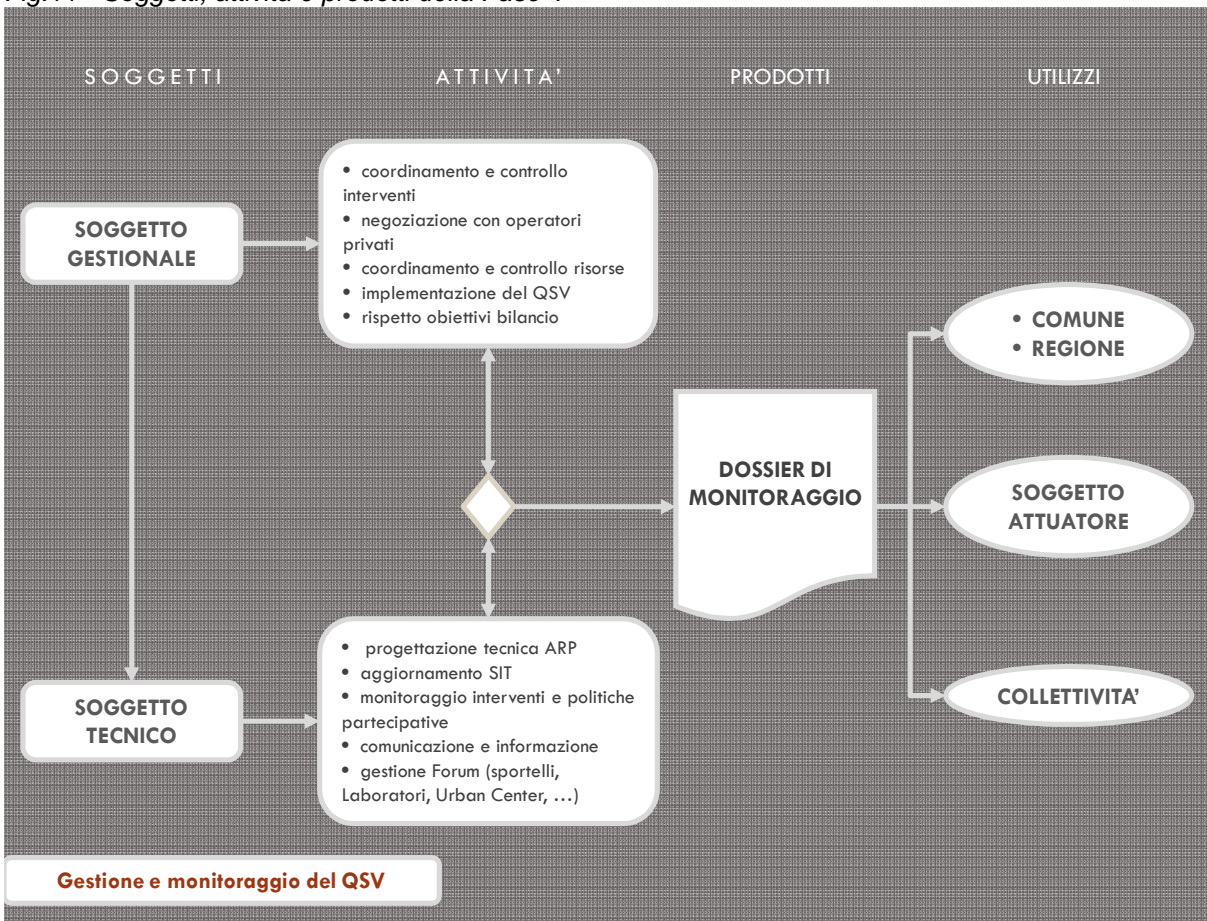 SOGGETTI ATTIVITA' PRODOTTI UTILIZZI
• coordinamento e controllo
interventi
• negoziazione con operatori
privati
• coordinamento e controllo risorse
• implementazione del QSV
• rispetto obiettivi bilancio
SOGGETTO
GESTIONALE
• COMUNE
• REGIONE
DOSSIER DI
MONITORAGGIO
SOGGETTO
ATTUATORE
• progettazione tecnica ARP
• aggiornamento SIT
• monitoraggio interventi e politiche
partecipative
• comunicazione e informazione
• gestione Forum (sportelli,
Laboratori, Urban Center, …)
SOGGETTO
TECNICO
COLLETTIVITA'
Gestione e monitoraggio del QSV